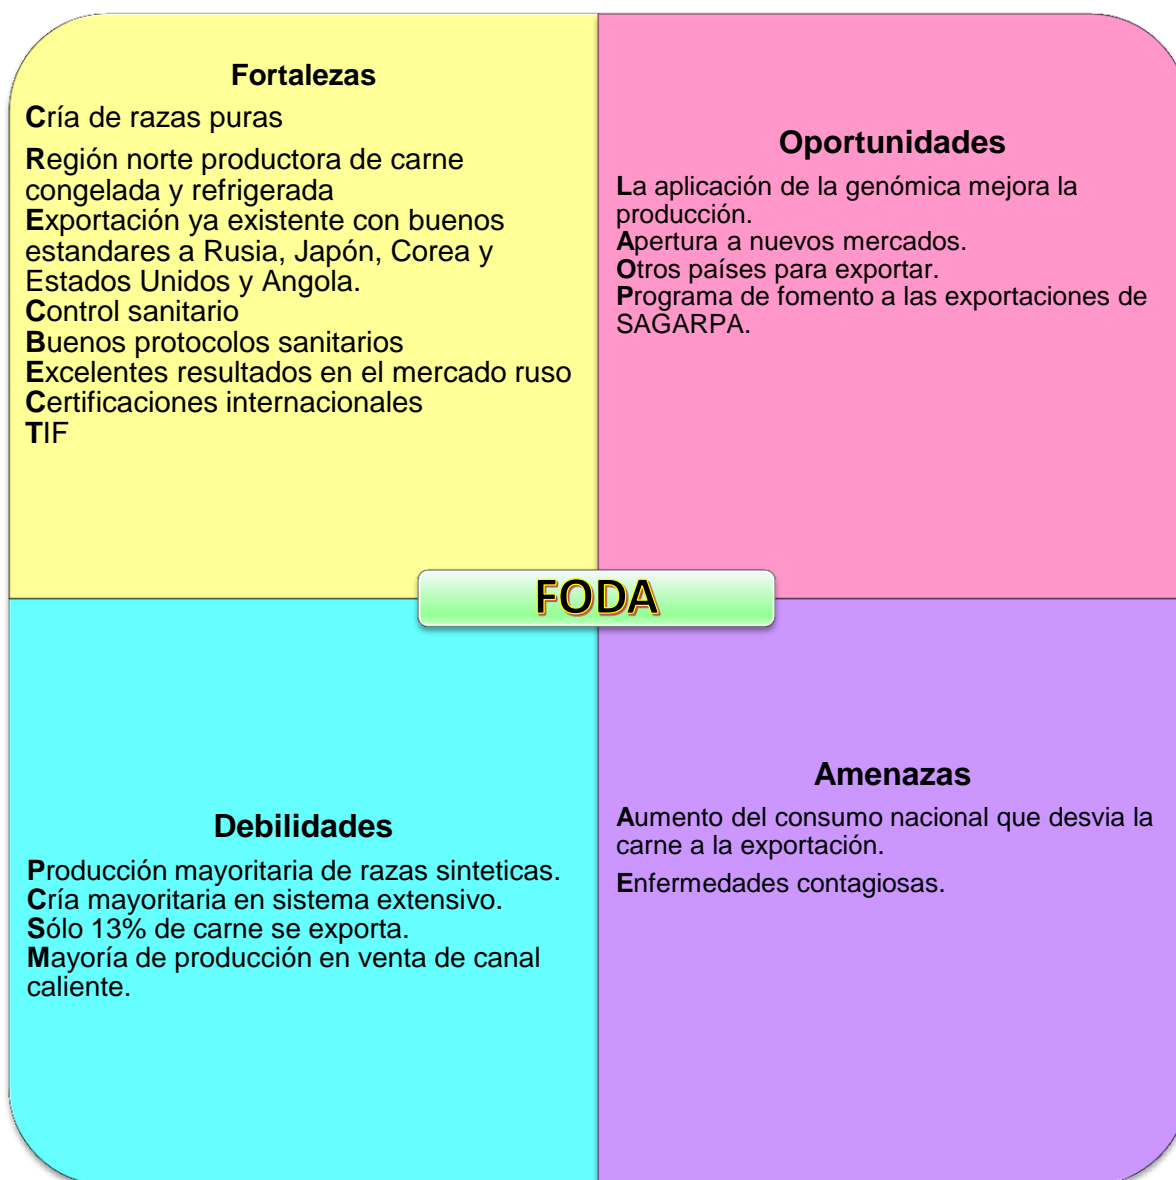 Fortalezas
Cría de razas puras
Región norte productora de carne
congelada y refrigerada
Exportación ya existente con buenos
estandares a Rusia, Japón, Corea y
Estados Unidos y Angola.
Control sanitario
Buenos protocolos sanitarios
Excelentes resultados en el mercado ruso
Certificaciones internacionales
TIF
Oportunidades
La aplicación de la genómica mejora la
producción.
Apertura a nuevos mercados.
Otros países para exportar.
Programa de fomento a las exportaciones de
SAGARPA.
FODA
Debilidades
Producción mayoritaria de razas sinteticas.
Cría mayoritaria en sistema extensivo.
Sólo 13% de carne se exporta.
Mayoría de producción en venta de canal
caliente.
Amenazas
Aumento del consumo nacional que desvia la
carne a la exportación.
Enfermedades contagiosas.